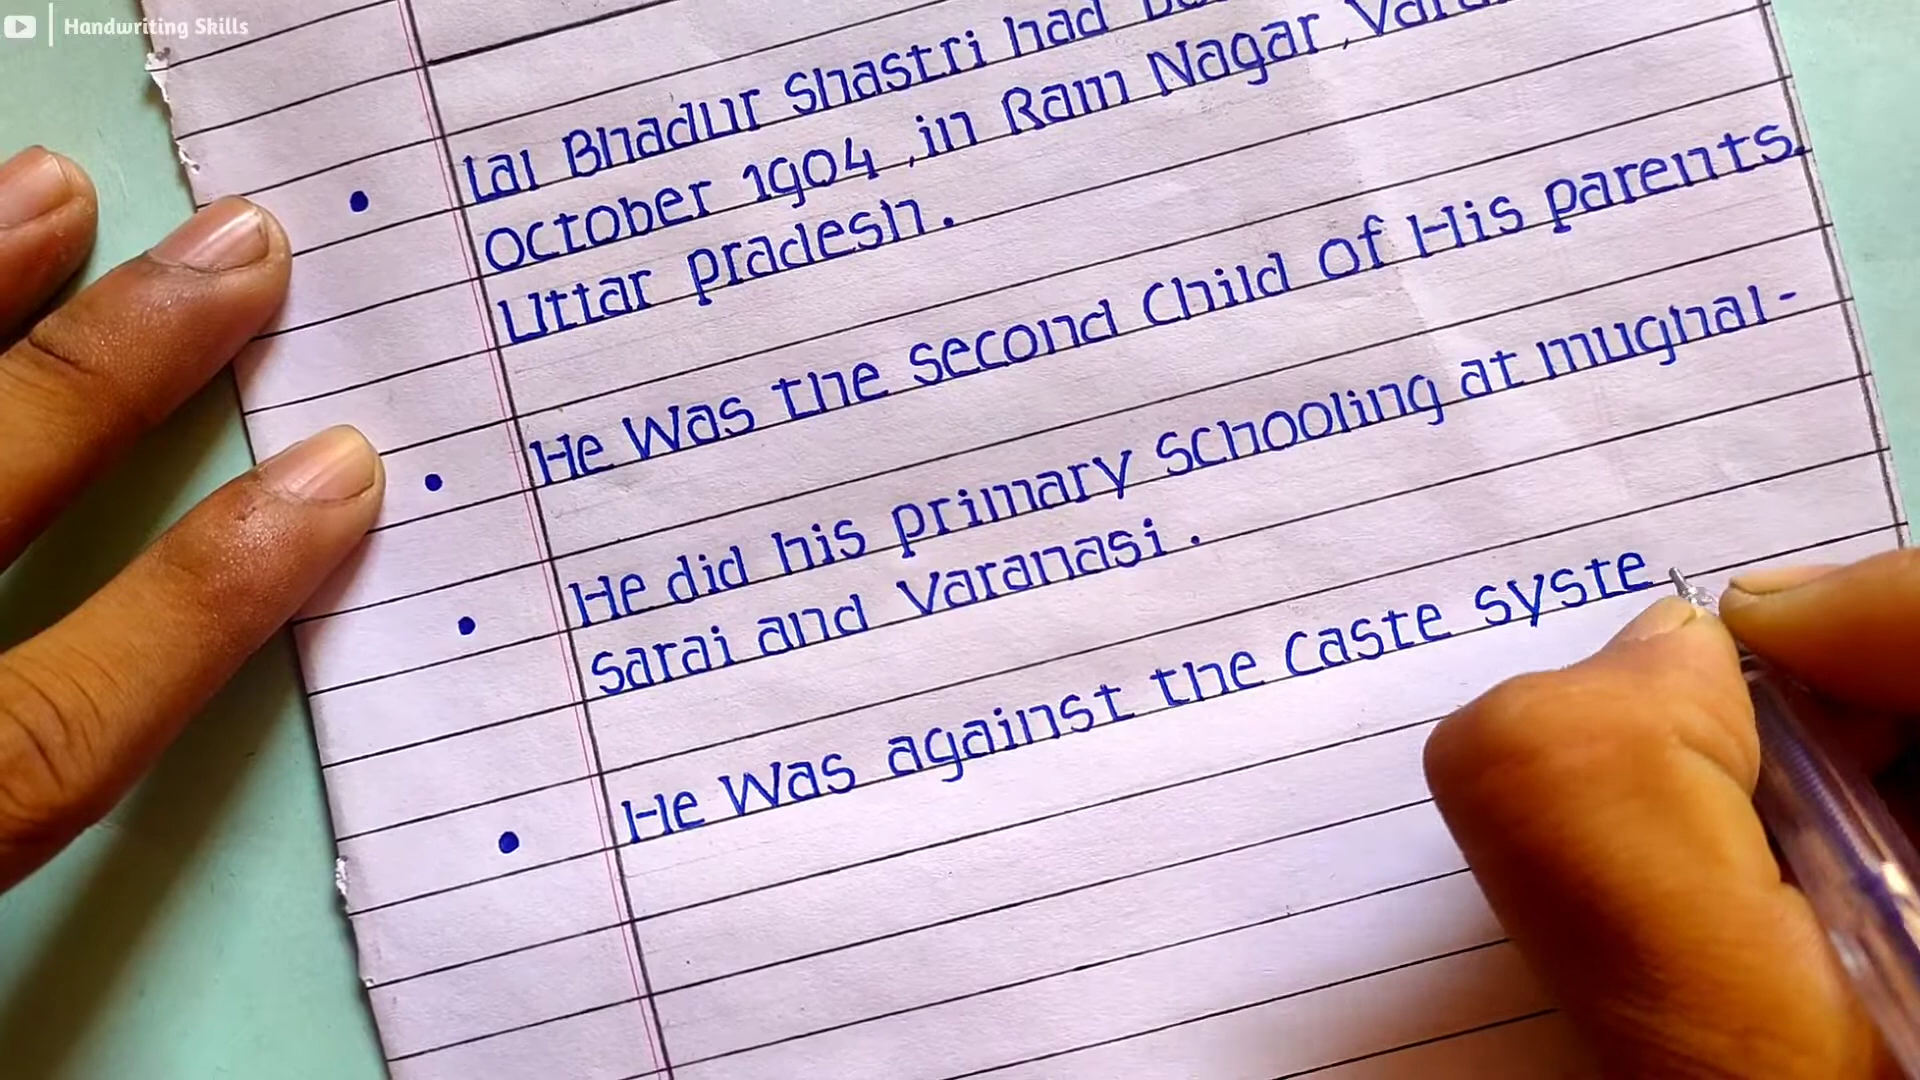 Handwriting Skills
Lal Bhadur Shastri had
October 1904 ,in Ram Nagar ,
Uttar pradesh.
He Was the second Child of His parents.
He did his primary schooling at mughal-
sarai and Varanasi.
He Was against the Caste syste